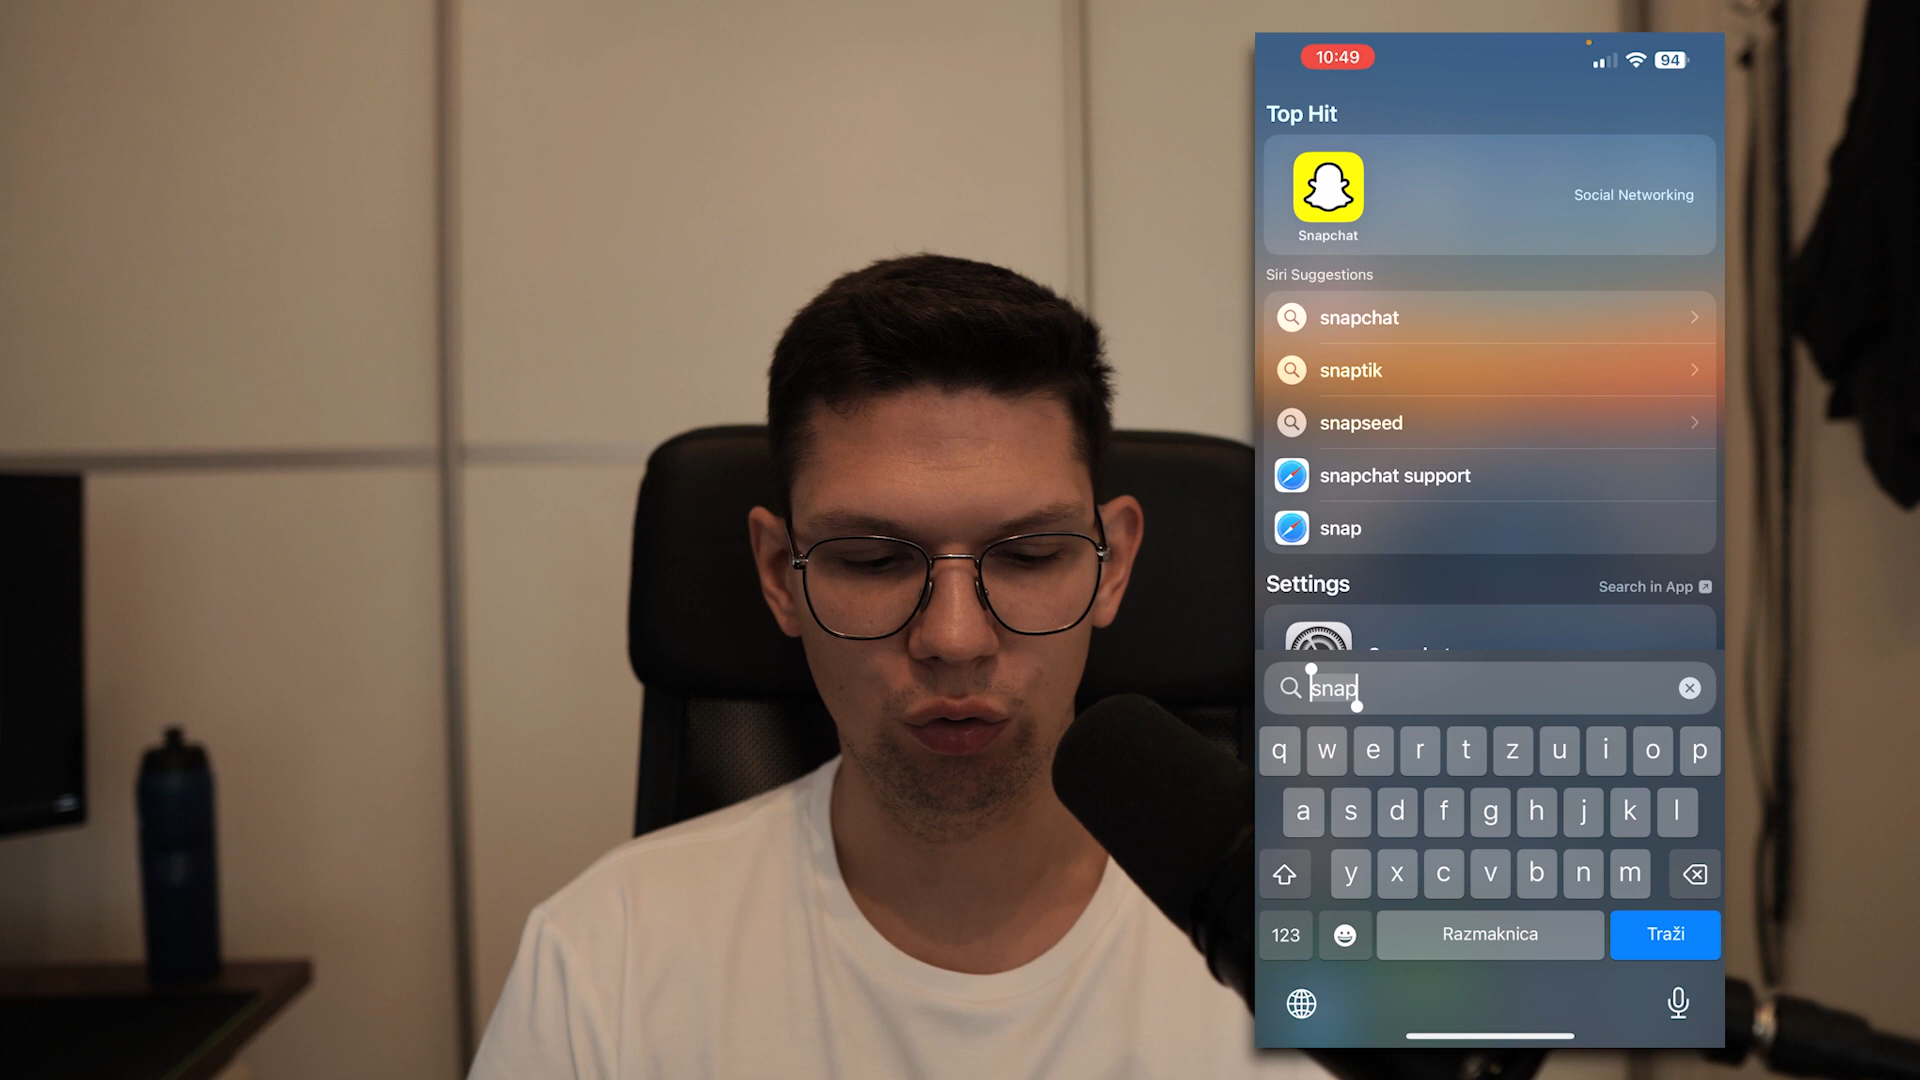 10:49
94
Top Hit
Social Networking
Snapchat
Siri Suggestions
snapchat
snaptik
snapseed
snapchat support
snap
Settings
Search in App
snap
q w e r t z u i o p
a s d f g h j k l
y x c v b n m
123
Razmaknica
Traži